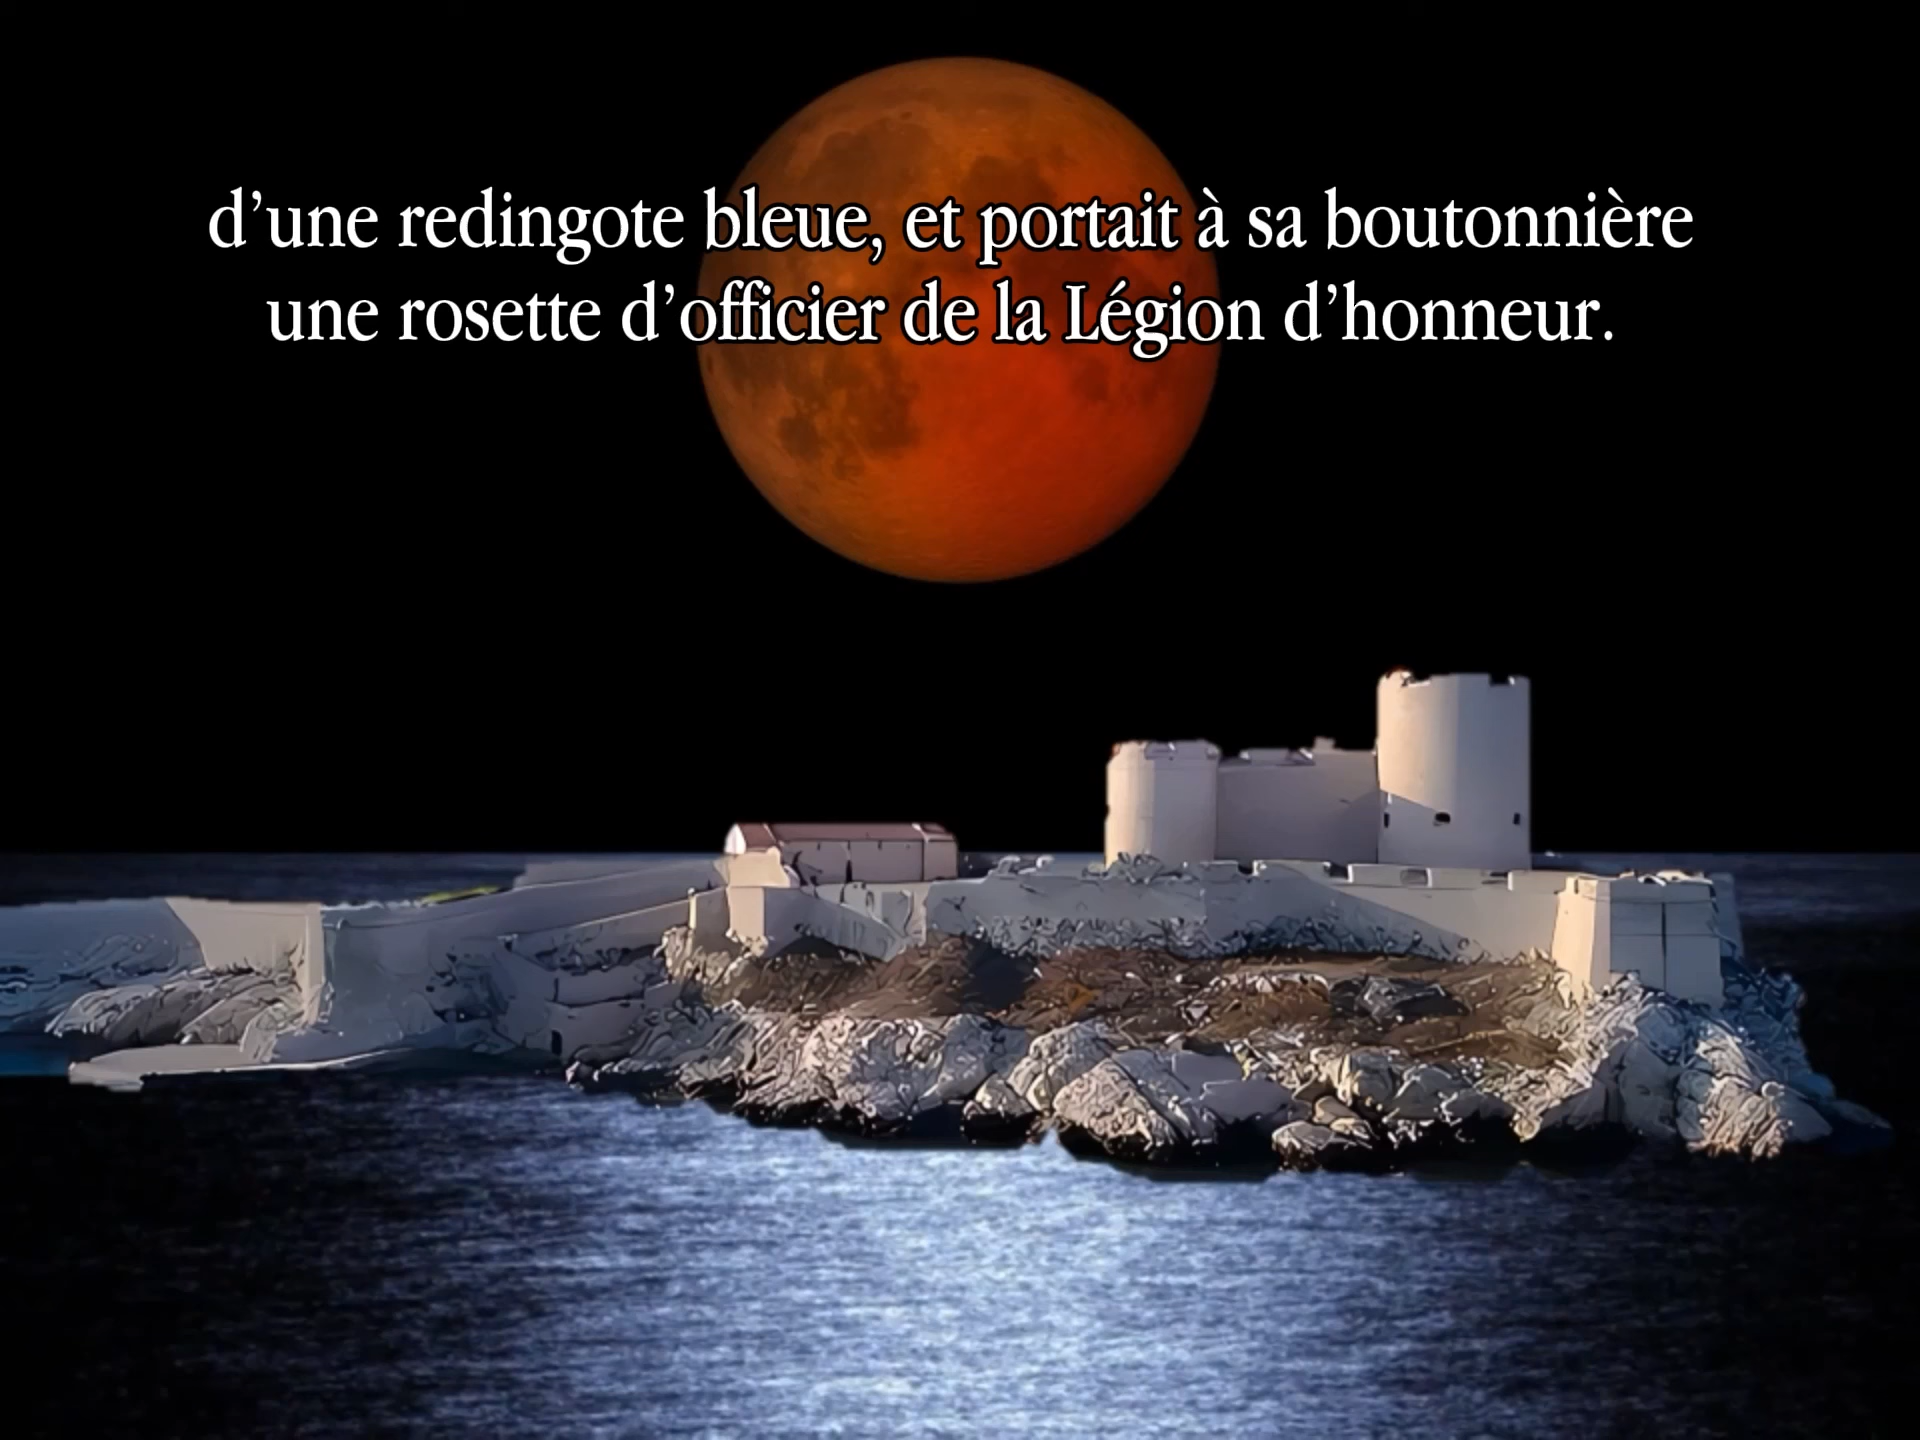 d’une redingote bleue, et portait à sa boutonnière
une rosette d’officier de la Légion d’honneur.